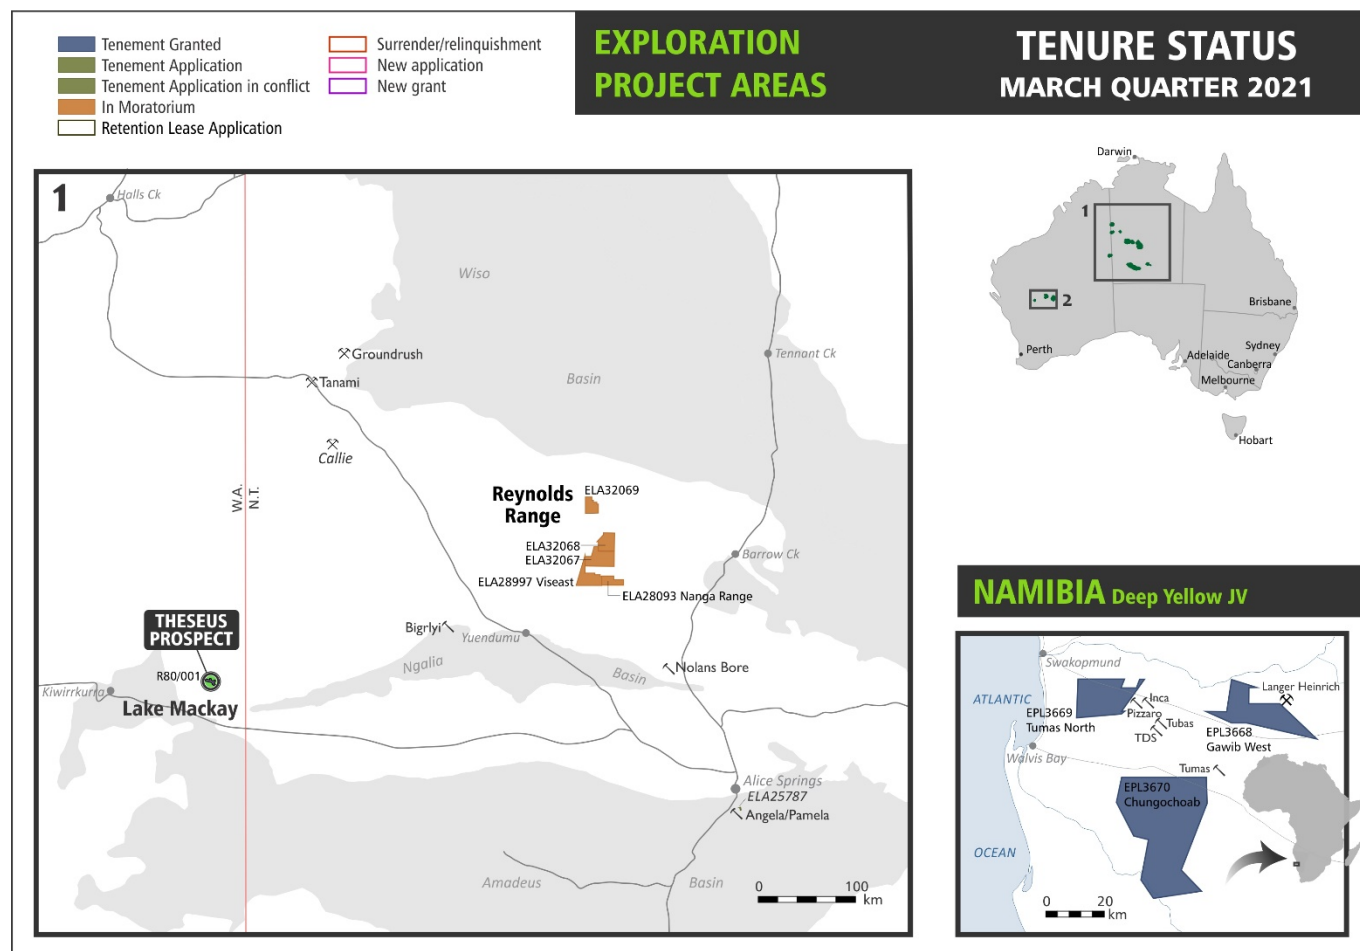 Tenement Granted
Tenement Application
Tenement Application in conflict
In Moratorium
Retention Lease Application
Surrender/relinquishment
New application
New grant
EXPLORATION
PROJECT AREAS
TENURE STATUS
MARCH QUARTER 2021
1
Halls Ck
Wiso
Groundrush
Tanami
Basin
Tennant Ck
Callie
W.A.
N.T.
Reynolds
Range
ELA32069
ELA32068
ELA32067
ELA28997 Viseast
ELA28093 Nanga Range
Barrow Ck
THESEUS
PROSPECT
R80/001
Kiwirrkurra
Lake Mackay
Bigrlyi
Yuendumu
Ngalia
Basin
Nolans Bore
Alice Springs
ELA25787
Angela/Pamela
Amadeus
Basin
0 100
km
Darwin
1
2
Brisbane
Perth
Sydney
Adelaide
Canberra
Melbourne
Hobart
NAMIBIA Deep Yellow JV
Swakopmund
ATLANTIC
EPL3669
Tumas North
Inca
Pizzaro
Tubas
TDS
Langer Heinrich
EPL3668
Gawib West
Walvis Bay
Tumas
EPL3670
Chungochoab
OCEAN
0 20
km